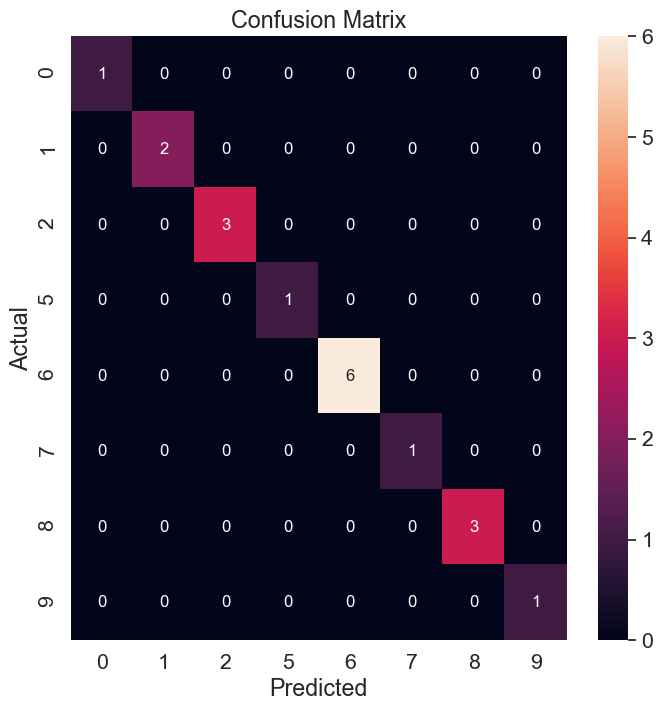 Confusion Matrix
0 1 0 0 0 0 0 0 0
1 0 2 0 0 0 0 0 0
2 0 0 3 0 0 0 0 0
5 0 0 0 1 0 0 0 0
6 0 0 0 0 6 0 0 0
7 0 0 0 0 0 1 0 0
8 0 0 0 0 0 0 3 0
9 0 0 0 0 0 0 0 1
Actual
0 1 2 5 6 7 8 9
Predicted
6
5
4
3
2
1
0